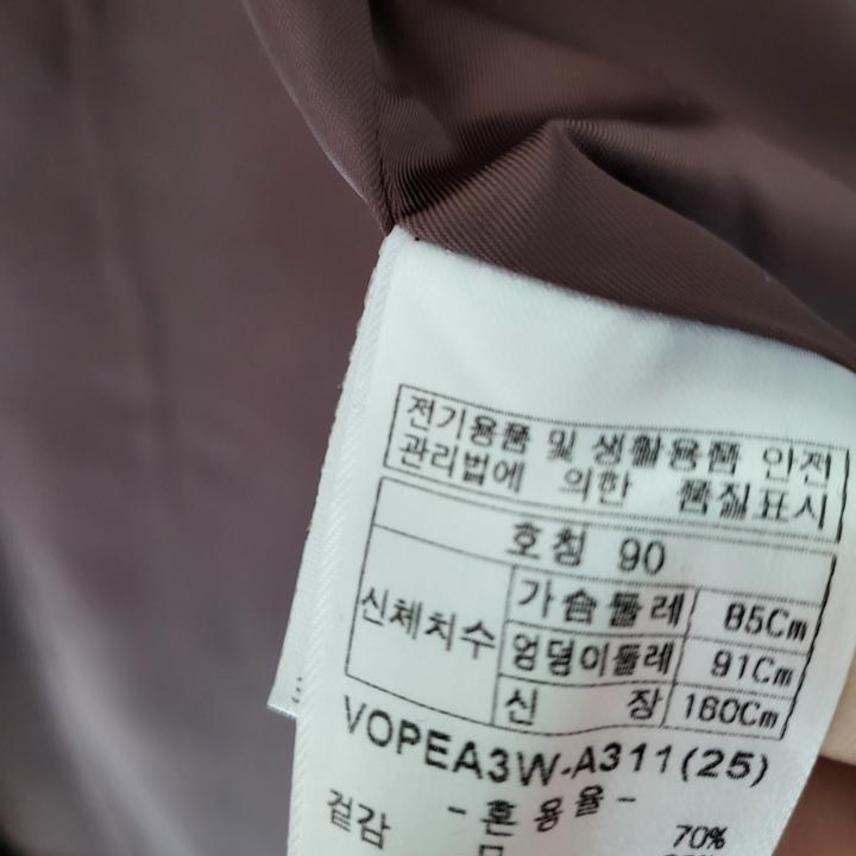 전기용품 및 생활용품 안전
관리법에 의한 품질표시
호칭 90
신체치수
가슴둘레 85Cm
엉덩이둘레 91Cm
신장 160Cm
VOPEA3W-A311(25)
-혼용율-
겉감 70%
모